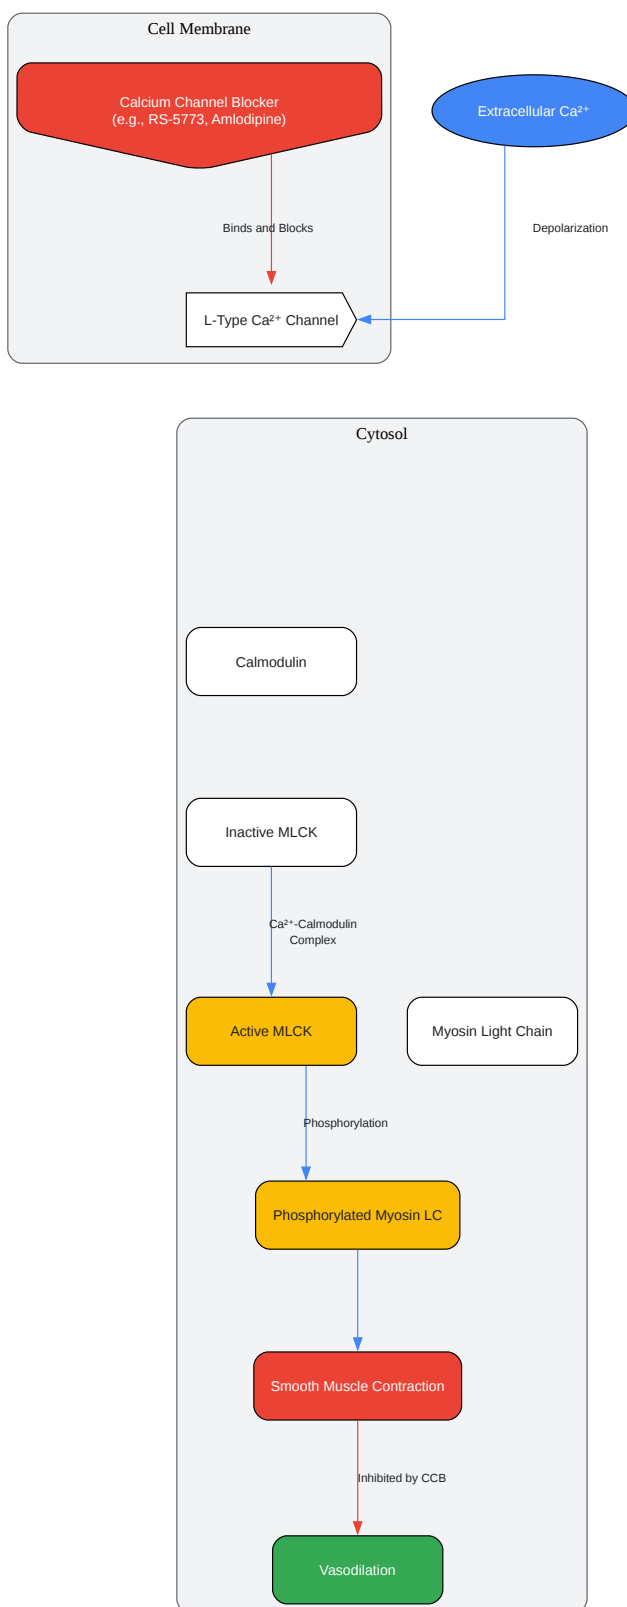 Cell Membrane
Calcium Channel Blocker
(e.g., RS-5773, Amlodipine)
Extracellular Ca²⁺
Binds and Blocks
Depolarization
L-Type Ca²⁺ Channel
Cytosol
Calmodulin
Inactive MLCK
Ca²⁺-Calmodulin
Complex
Active MLCK
Myosin Light Chain
Phosphorylation
Phosphorylated Myosin LC
Smooth Muscle Contraction
Inhibited by CCB
Vasodilation